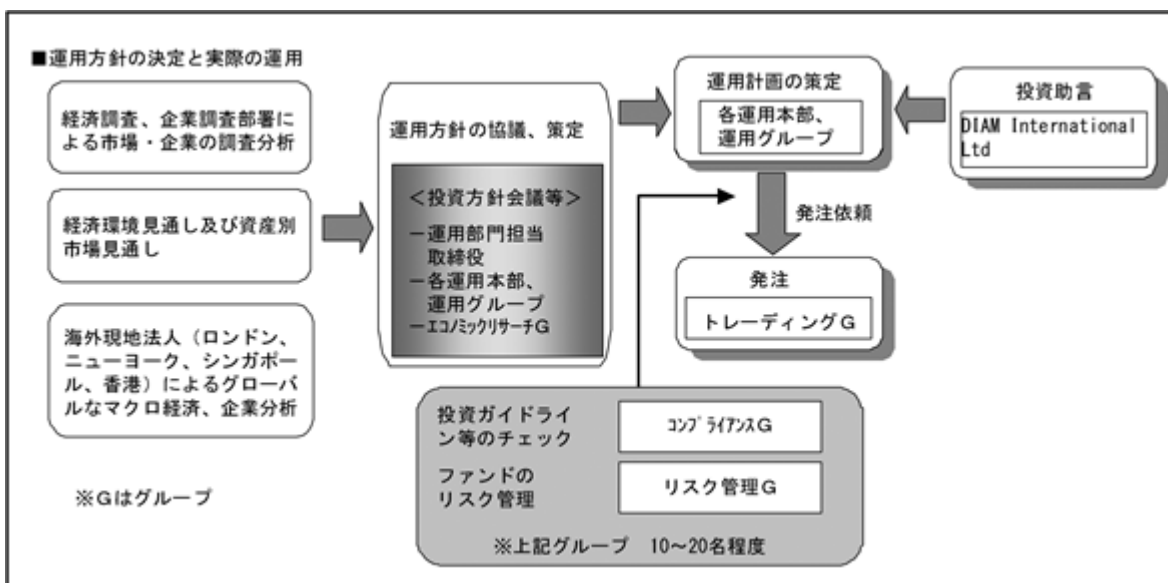 ■運用方針の決定と実際の運用
経済調査、企業調査部署に
よる市場・企業の調査分析
経済環境見通し及び資産別
市場見通し
海外現地法人（ロンドン、
ニューヨーク、シンガポー
ル、香港）によるグローバ
ルなマクロ経済、企業分析
※Gはグループ
運用方針の協議、策定
＜投資方針会議等＞
－運用部門担当
取締役
－各運用本部、
運用グループ
－ｴｺﾉﾐｯｸﾘｻｰﾁG
運用計画の策定
各運用本部、
運用グループ
投資助言
DIAM International
Ltd
発注依頼
発注
トレーディングG
投資ガイドライ
ン等のチェック
ｺﾝﾌﾟﾗｲｱﾝｽG
ファンドの
リスク管理
リスク管理G
※上記グループ　10～20名程度